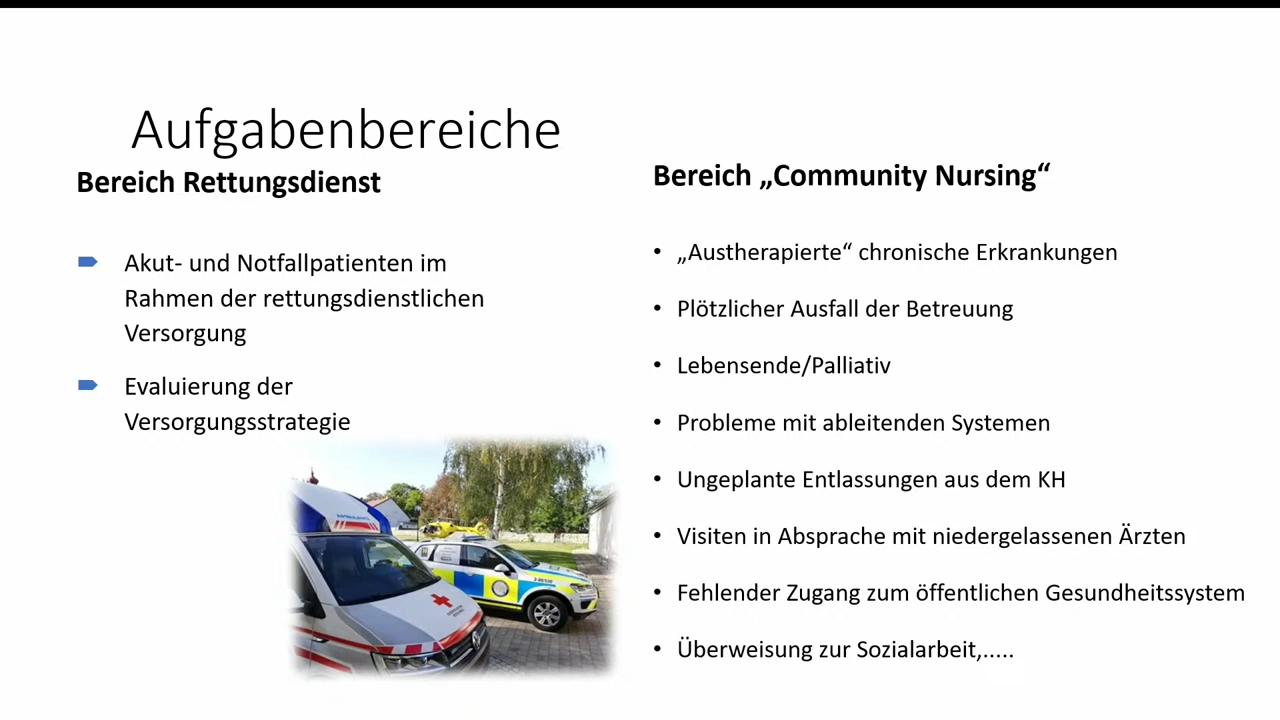 Aufgabenbereiche
Bereich Rettungsdienst
Akut- und Notfallpatienten im
Rahmen der rettungsdienstlichen
Versorgung
Evaluierung der
Versorgungsstrategie
Bereich „Community Nursing“
• „Austherapierte“ chronische Erkrankungen
• Plötzlicher Ausfall der Betreuung
• Lebensende/Palliativ
• Probleme mit ableitenden Systemen
• Ungeplante Entlassungen aus dem KH
• Visiten in Absprache mit niedergelassenen Ärzten
• Fehlender Zugang zum öffentlichen Gesundheitssystem
• Überweisung zur Sozialarbeit,.....